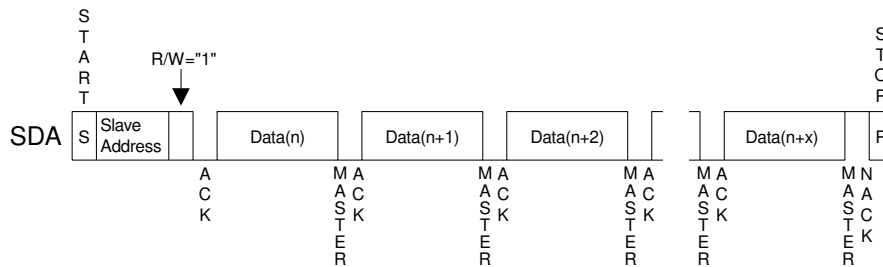 START
STOP
R/W="1"
SDA
S
Slave
Address
Data(n)
Data(n+1)
Data(n+2)
Data(n+x)
P
ACK
MASTER
ACK
MASTER
ACK
MASTER
ACK
MASTER
ACK
MASTER
NACK